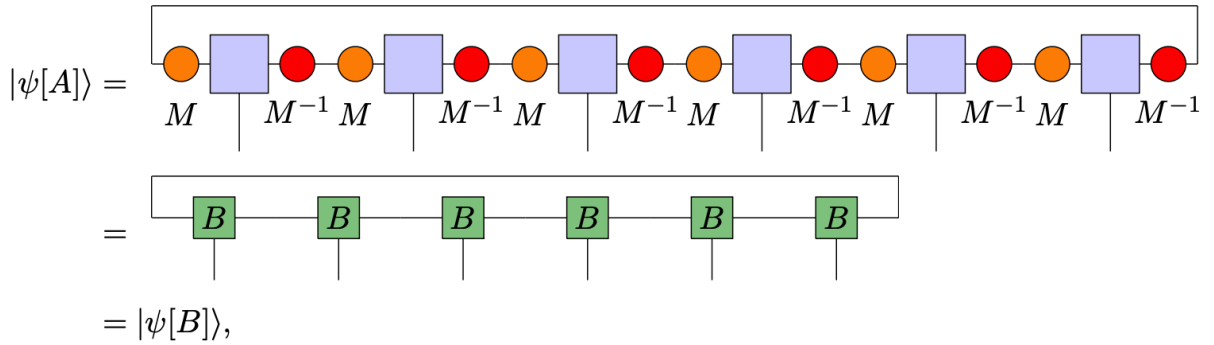 |ψ[A]⟩ =
M M⁻¹ M M⁻¹ M M⁻¹ M M⁻¹ M M⁻¹ M M⁻¹
= B B B B B B
= |ψ[B]⟩,